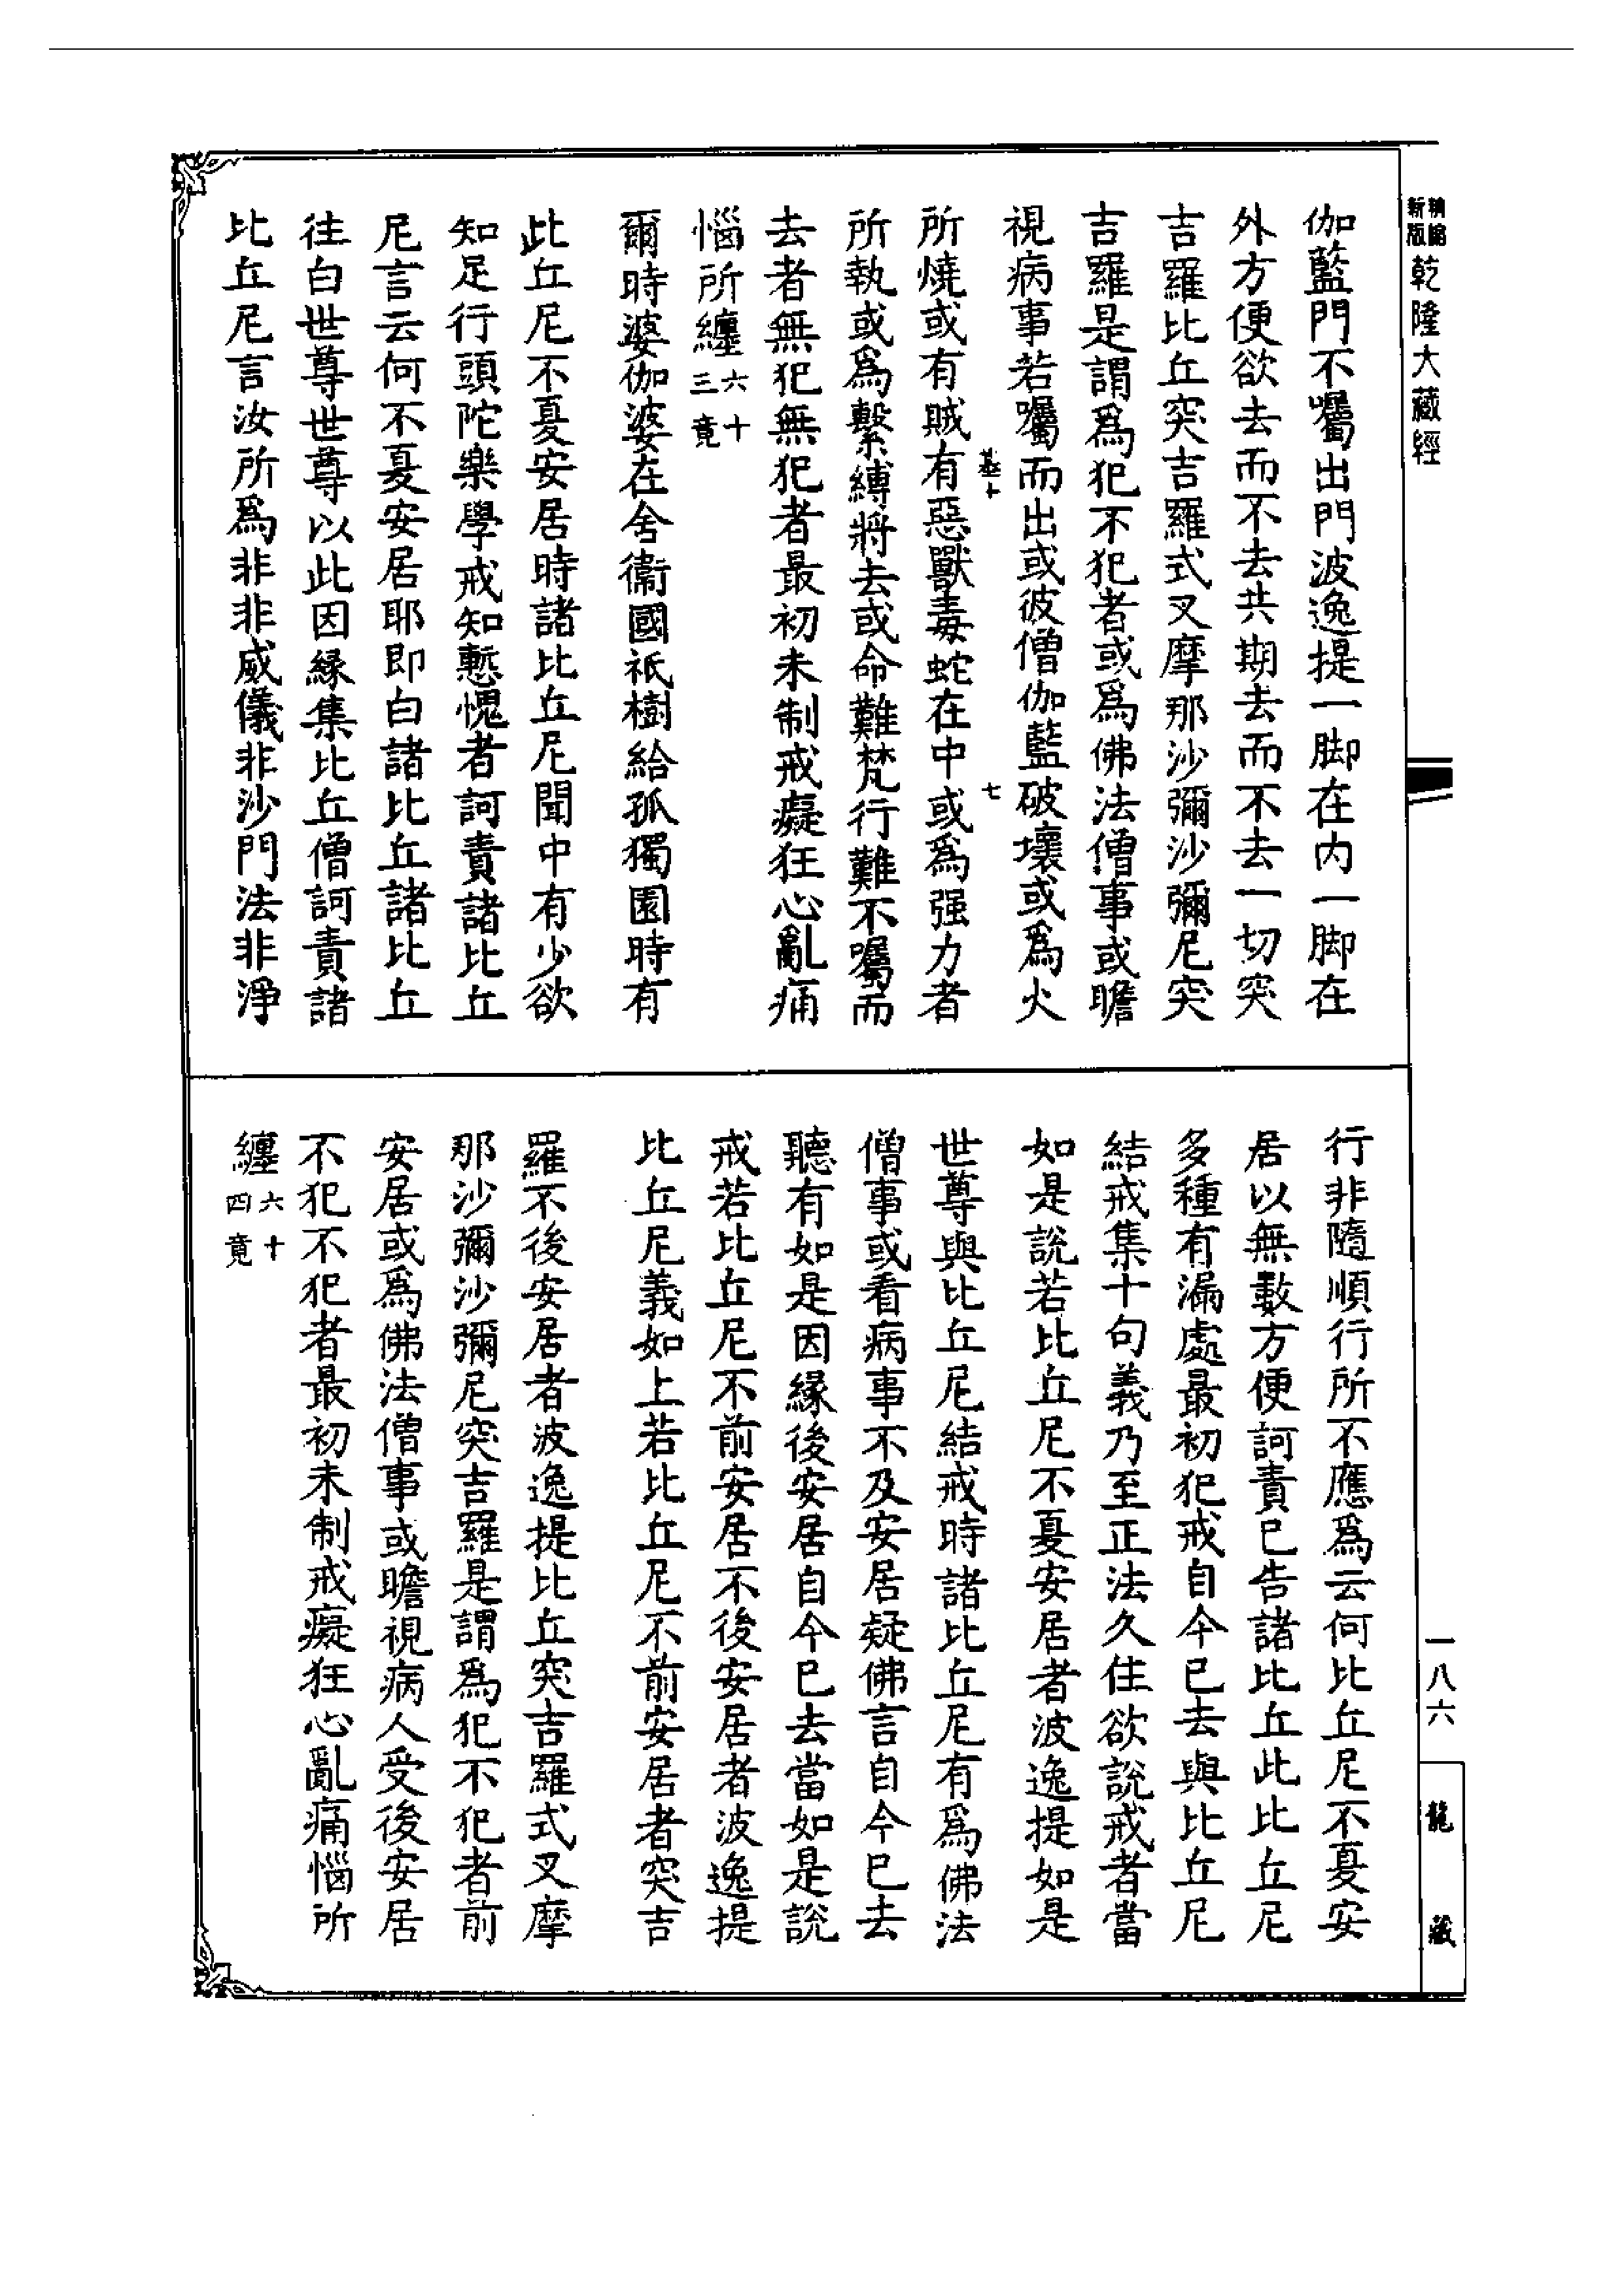 新版精縮乾隆大藏經
伽藍門不囑出門波逸提一脚在内一脚在
外方便欲去而不去共期去而不去一切突
吉羅比丘突吉羅式叉摩那沙彌沙彌尼突
吉羅是謂爲犯不犯者或爲佛法僧事或瞻
視病事若囑而出或彼僧伽藍破壞或爲火
基十 七
所燒或有賊有惡獸毒蛇在中或爲强力者
所執或爲繫縛將去或命難梵行難不囑而
去者無犯無犯者最初未制戒癡狂心亂痛
惱所纏六十三竟
爾時婆伽婆在舍衞國祇樹給孤獨園時有
此丘尼不夏安居時諸比丘尼聞中有少欲
知足行頭陀樂學戒知慙愧者訶責諸比丘
尼言云何不夏安居耶即白諸比丘諸比丘
往白世尊世尊以此因緣集比丘僧訶責諸
比丘尼言汝所爲非非威儀非沙門法非淨
行非隨順行所不應爲云何比丘尼不夏安
居以無數方便訶責已告諸比丘此比丘尼
多種有漏處最初犯戒自今已去與比丘尼
結戒集十句義乃至正法久住欲說戒者當
如是說若比丘尼不夏安居者波逸提如是
世尊與比丘尼結戒時諸比丘尼有爲佛法
僧事或看病事不及安居疑佛言自今已去
聽有如是因緣後安居自今已去當如是說
戒若比丘尼不前安居不後安居者波逸提
比丘尼義如上若比丘尼不前安居者突吉
羅不後安居者波逸提比丘突吉羅式叉摩
那沙彌沙彌尼突吉羅是謂爲犯不犯者前
安居或爲佛法僧事或瞻視病人受後安居
不犯不犯者最初未制戒癡狂心亂痛惱所
纏六十四竟
一八六
龍藏